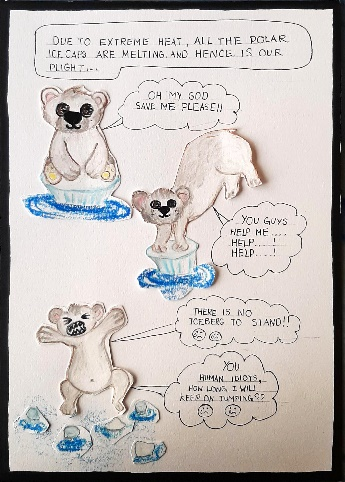 DUE TO EXTREME HEAT, ALL THE POLAR
ICE CAPS ARE MELTING. AND HENCE IS OUR
PLIGHT...
OH MY GOD
SAVE ME PLEASE!!
YOU GUYS
HELP ME....
HELP....!
HELP....!
THERE IS NO
ICEBERG TO STAND!!
YOU
HUMAN IDIOTS,
HOW LONG I WILL
KEEP ON JUMPING??